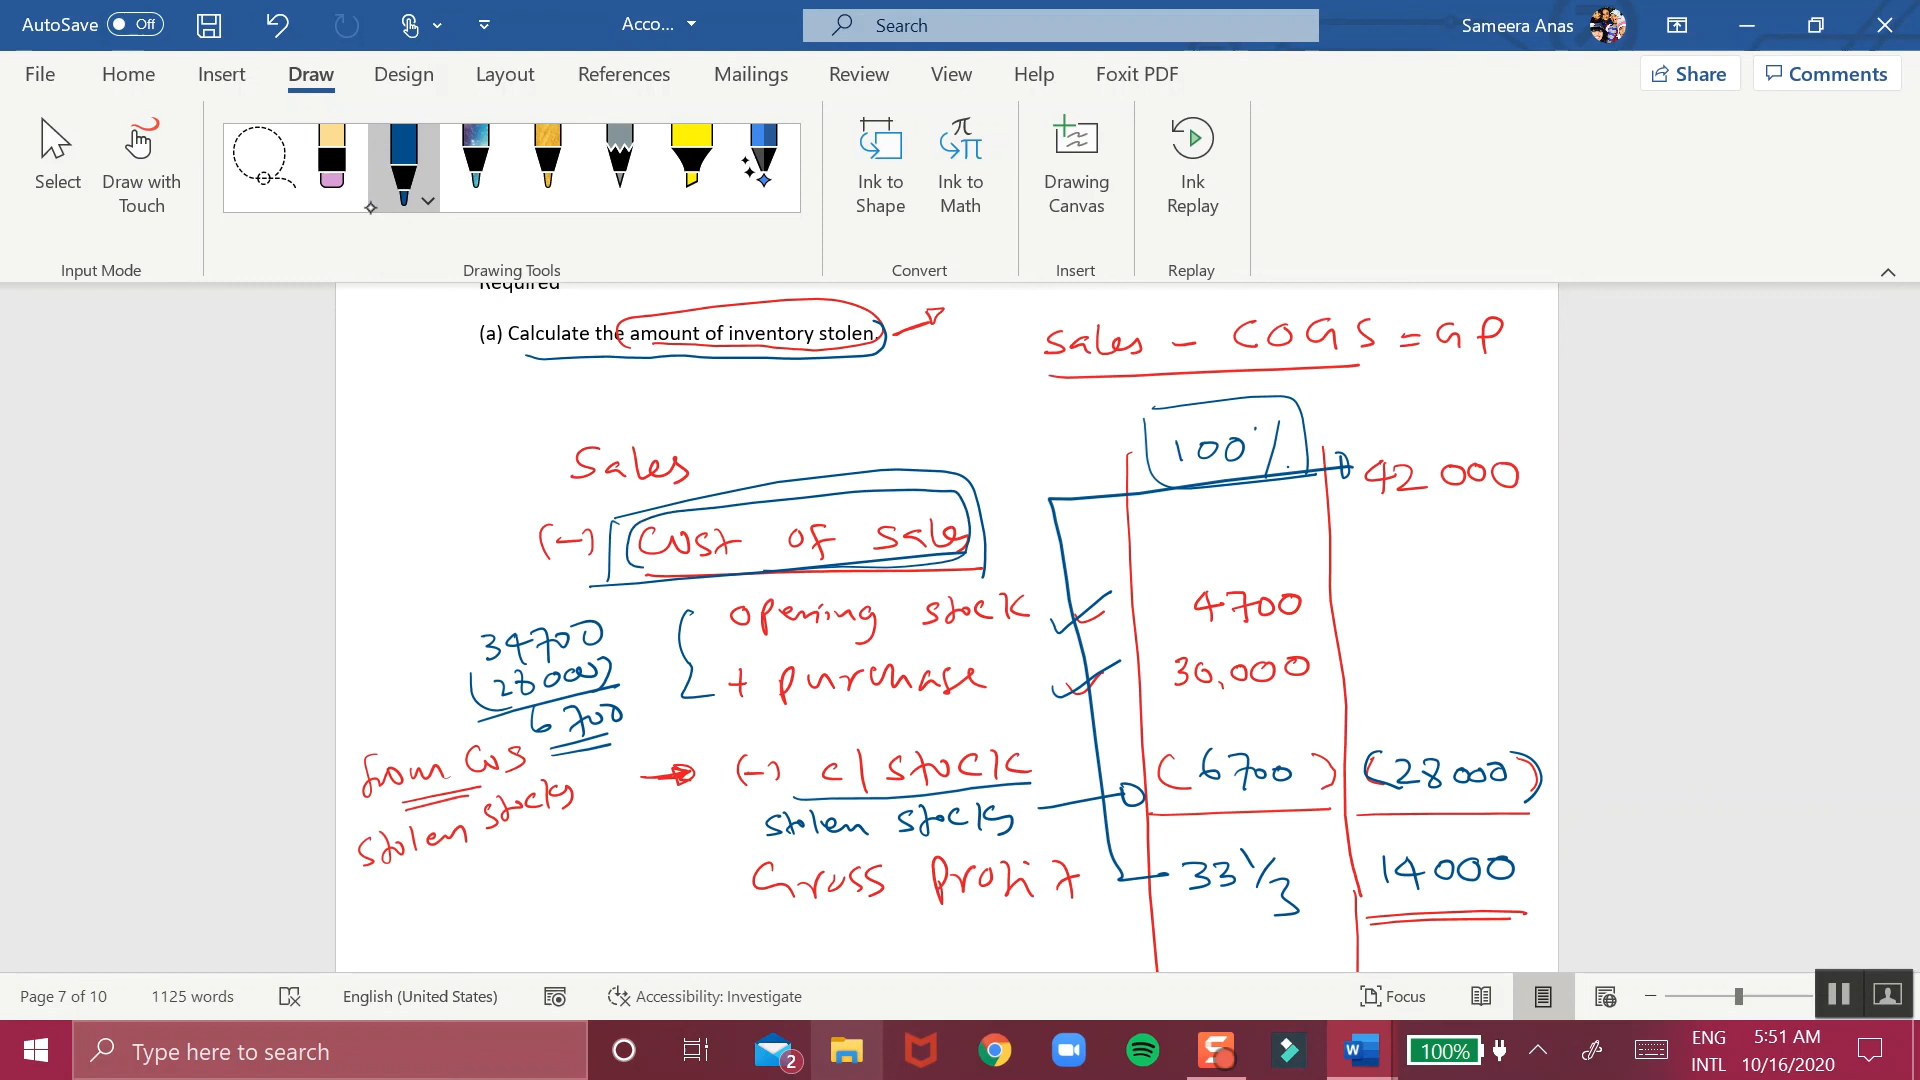 AutoSave Off Acco... Search Sameera Anas
File Home Insert Draw Design Layout References Mailings Review View Help Foxit PDF Share Comments
Select Draw with Touch Ink to Shape Ink to Math Drawing Canvas Ink Replay
Input Mode Drawing Tools Convert Insert Replay
Required
(a) Calculate the amount of inventory stolen.
Sales - COGS = GP
100%
Sales 42 000
(-) Cost of sales
opening stock 4700
+ purchase 30,000
34700
(28000)
6700
(-) cl stock (6700) (28000)
stolen stocks
from COS
stolen stocks
Gross Profit 33 1/3 14000
Page 7 of 10 1125 words English (United States) Accessibility: Investigate Focus
Type here to search 2 100% ENG INTL 5:51 AM 10/16/2020